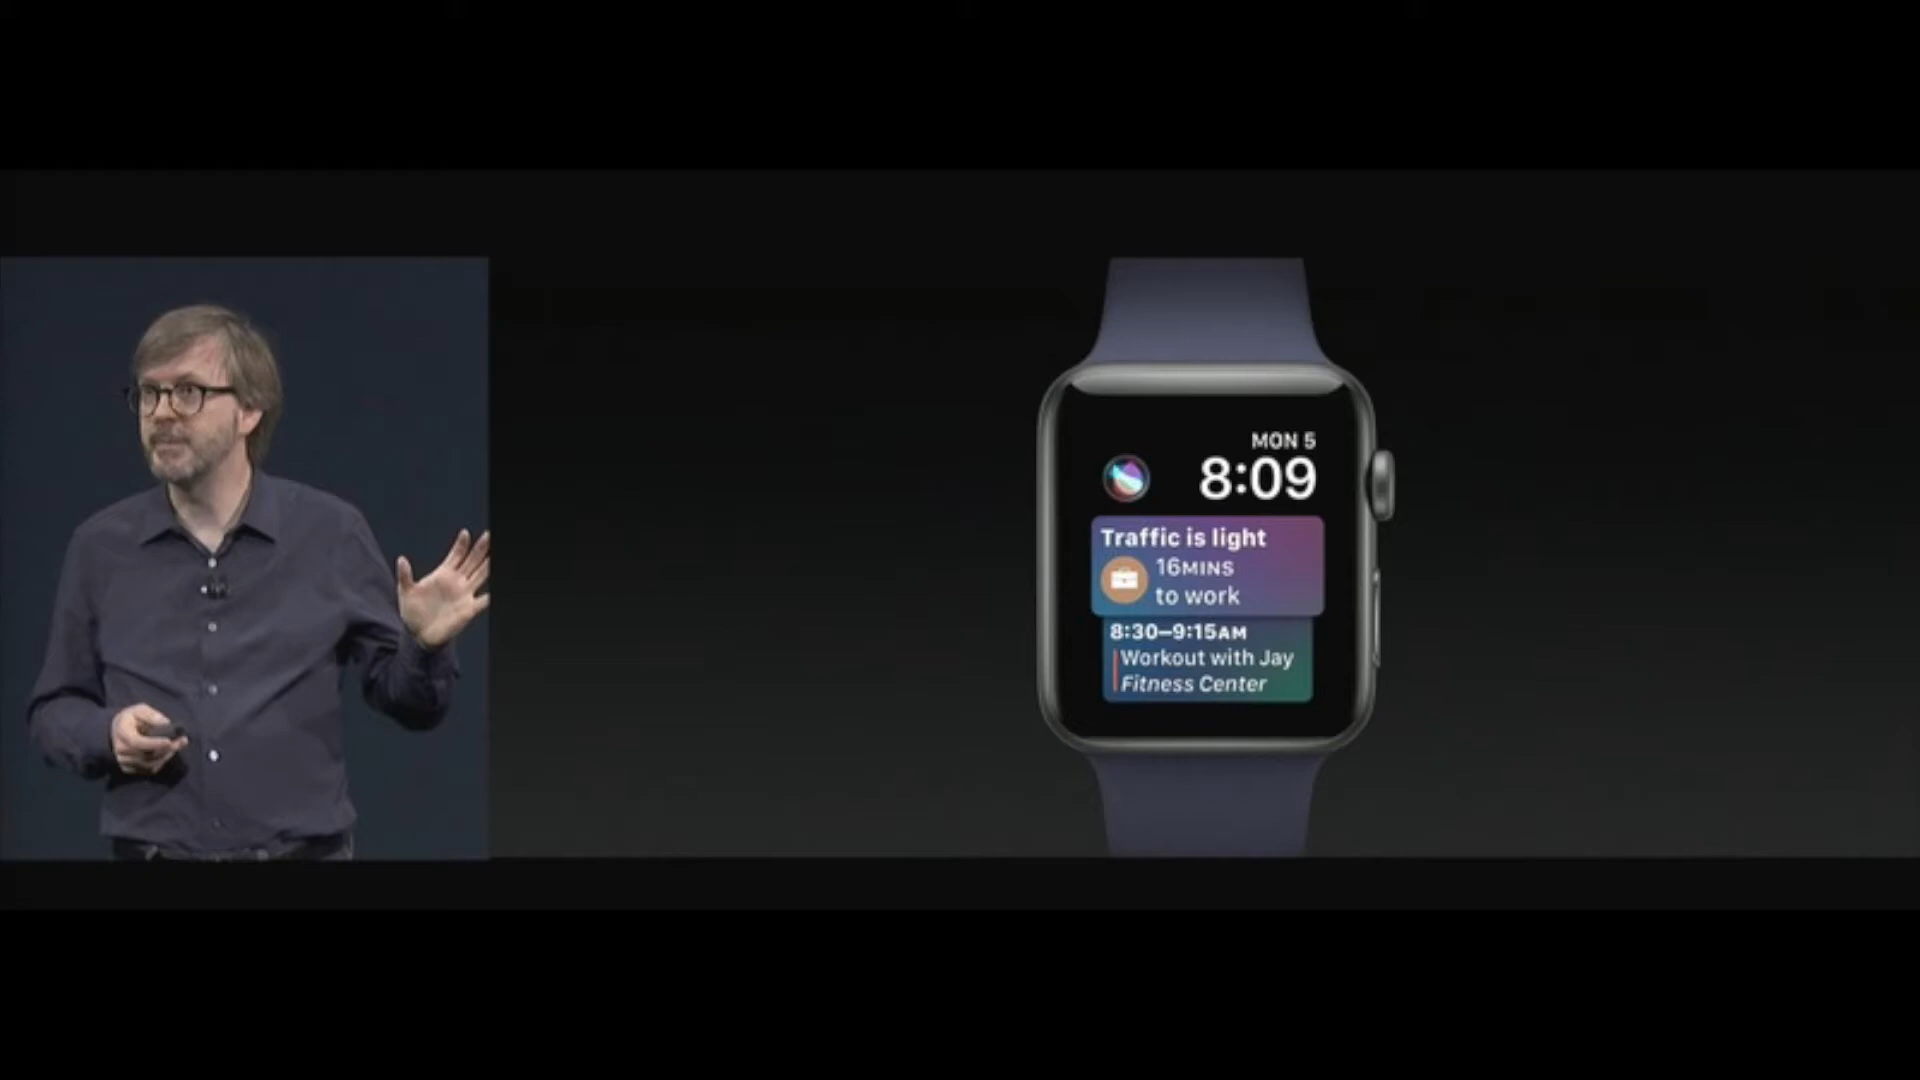 MON 5
8:09
Traffic is light
16MINS
to work
8:30–9:15AM
Workout with Jay
Fitness Center